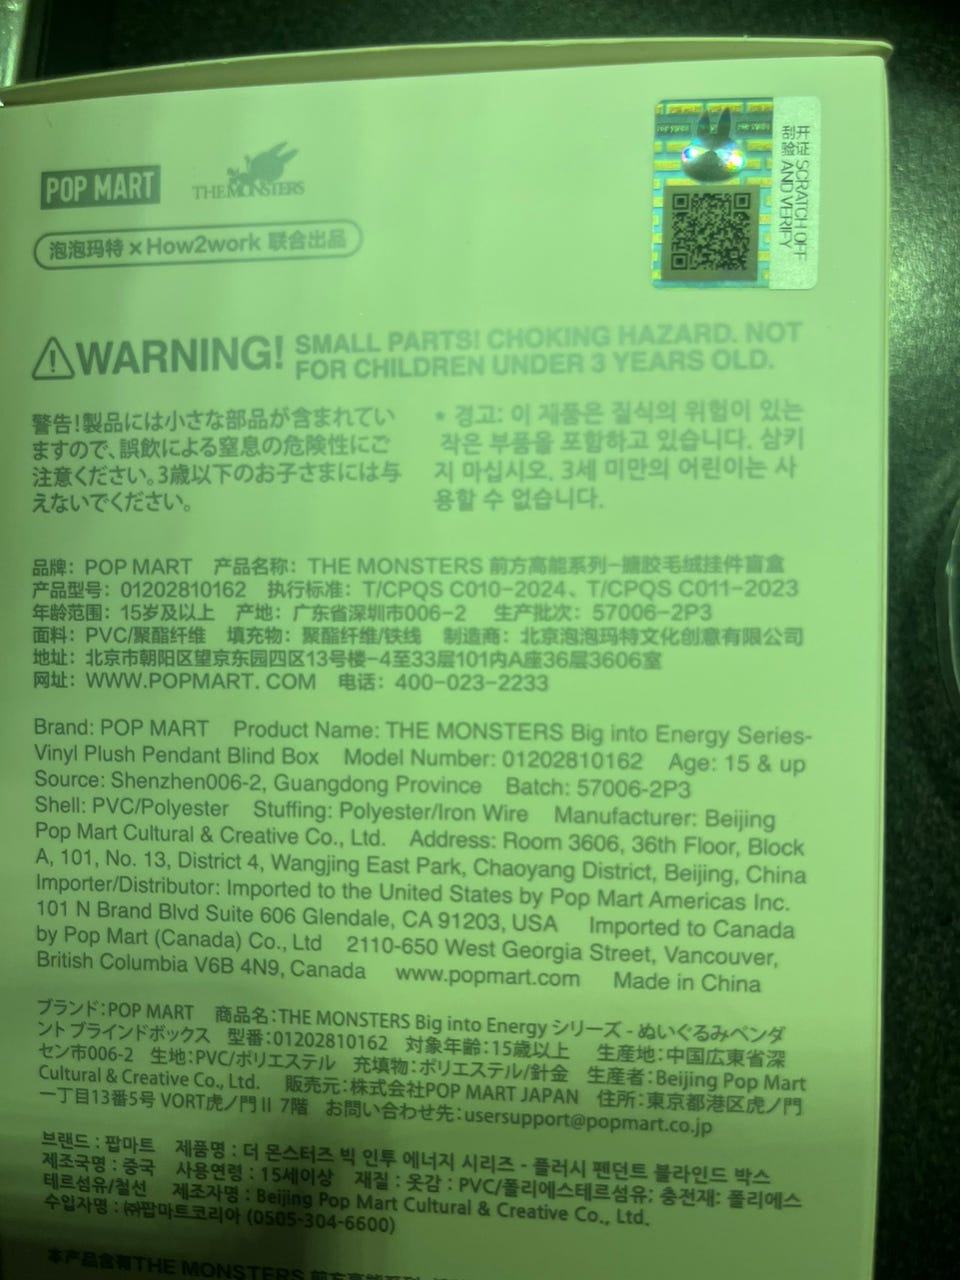 POP MART
THE MONSTERS
泡泡玛特 × How2work 联合出品
刮开验证 SCRATCH OFF AND VERIFY
WARNING! SMALL PARTS! CHOKING HAZARD. NOT
FOR CHILDREN UNDER 3 YEARS OLD.
警告!製品には小さな部品が含まれてい
ますので、誤飲による窒息の危険性にご
注意ください。3歳以下のお子さまには与
えないでください。
* 경고: 이 제품은 질식의 위험이 있는
작은 부품을 포함하고 있습니다. 삼키
지 마십시오. 3세 미만의 어린이는 사
용할 수 없습니다.
品牌: POP MART 产品名称: THE MONSTERS 前方高能系列-搪胶毛绒挂件盲盒
产品型号: 01202810162 执行标准: T/CPQS C010-2024、T/CPQS C011-2023
年龄范围: 15岁及以上 产地: 广东省深圳市006-2 生产批次: 57006-2P3
面料: PVC/聚酯纤维 填充物: 聚酯纤维/铁线 制造商: 北京泡泡玛特文化创意有限公司
地址: 北京市朝阳区望京东园四区13号楼-4至33层101内A座36层3606室
网址: WWW.POPMART. COM 电话: 400-023-2233
Brand: POP MART Product Name: THE MONSTERS Big into Energy Series-
Vinyl Plush Pendant Blind Box Model Number: 01202810162 Age: 15 & up
Source: Shenzhen006-2, Guangdong Province Batch: 57006-2P3
Shell: PVC/Polyester Stuffing: Polyester/Iron Wire Manufacturer: Beijing
Pop Mart Cultural & Creative Co., Ltd. Address: Room 3606, 36th Floor, Block
A, 101, No. 13, District 4, Wangjing East Park, Chaoyang District, Beijing, China
Importer/Distributor: Imported to the United States by Pop Mart Americas Inc.
101 N Brand Blvd Suite 606 Glendale, CA 91203, USA Imported to Canada
by Pop Mart (Canada) Co., Ltd 2110-650 West Georgia Street, Vancouver,
British Columbia V6B 4N9, Canada www.popmart.com Made in China
ブランド:POP MART 商品名:THE MONSTERS Big into Energy シリーズ - ぬいぐるみペンダ
ント ブラインドボックス 型番:01202810162 対象年齢:15歳以上 生産地:中国広東省深
セン市006-2 生地:PVC/ポリエステル 充填物:ポリエステル/針金 生産者:Beijing Pop Mart
Cultural & Creative Co., Ltd. 販売元:株式会社POP MART JAPAN 住所:東京都港区虎ノ門
一丁目13番5号 VORT虎ノ門Ⅱ 7階 お問い合わせ先:usersupport@popmart.co.jp
브랜드 : 팝마트 제품명 : 더 몬스터즈 빅 인투 에너지 시리즈 - 플러시 펜던트 블라인드 박스
제조국명 : 중국 사용연령 : 15세이상 재질 : 옷감 : PVC/폴리에스테르섬유; 충전재: 폴리에스
테르섬유/철선 제조자명 : Beijing Pop Mart Cultural & Creative Co., Ltd.
수입자명 : ㈜팝마트코리아 (0505-304-6600)
本产品含有THE MONSTERS 前方高能系列